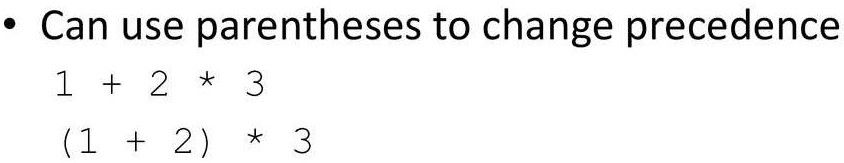 • Can use parentheses to change precedence
1 + 2 * 3
(1 + 2) * 3